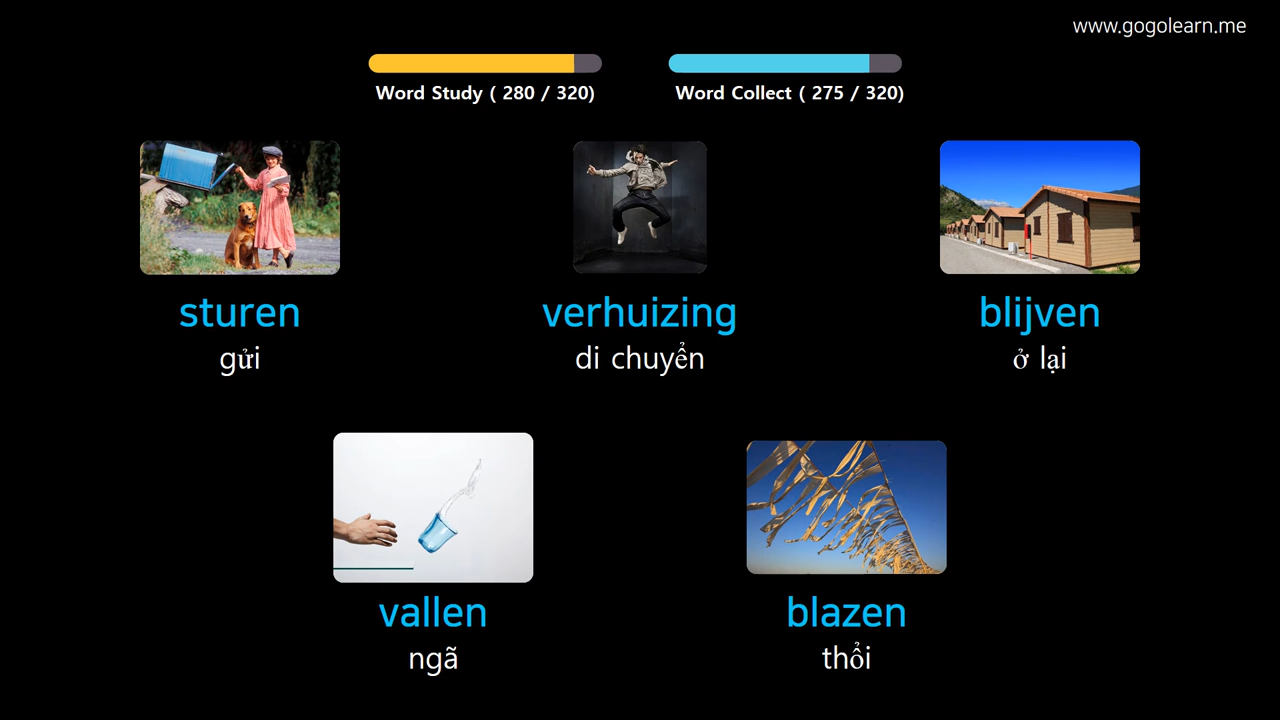 www.gogolearn.me
Word Study ( 280 / 320)
Word Collect ( 275 / 320)
sturen
gửi
verhuizing
di chuyển
blijven
ở lại
vallen
ngã
blazen
thổi